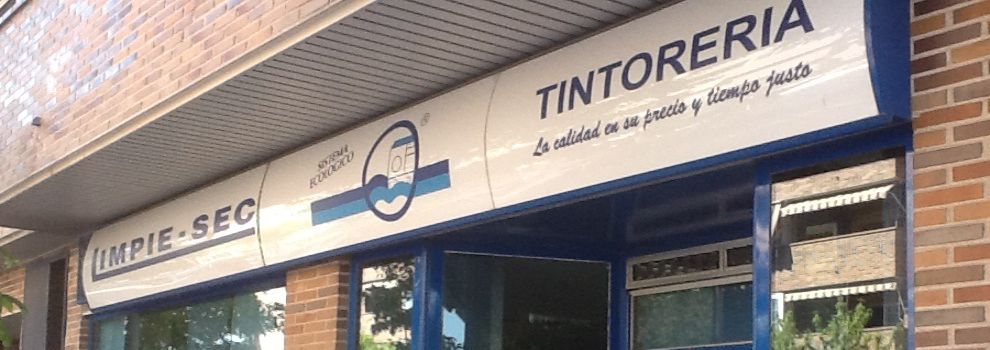 LIMPIE-SEC
SISTEMA
ECOLOGICO
®
TINTORERIA
La calidad en su precio y tiempo justo